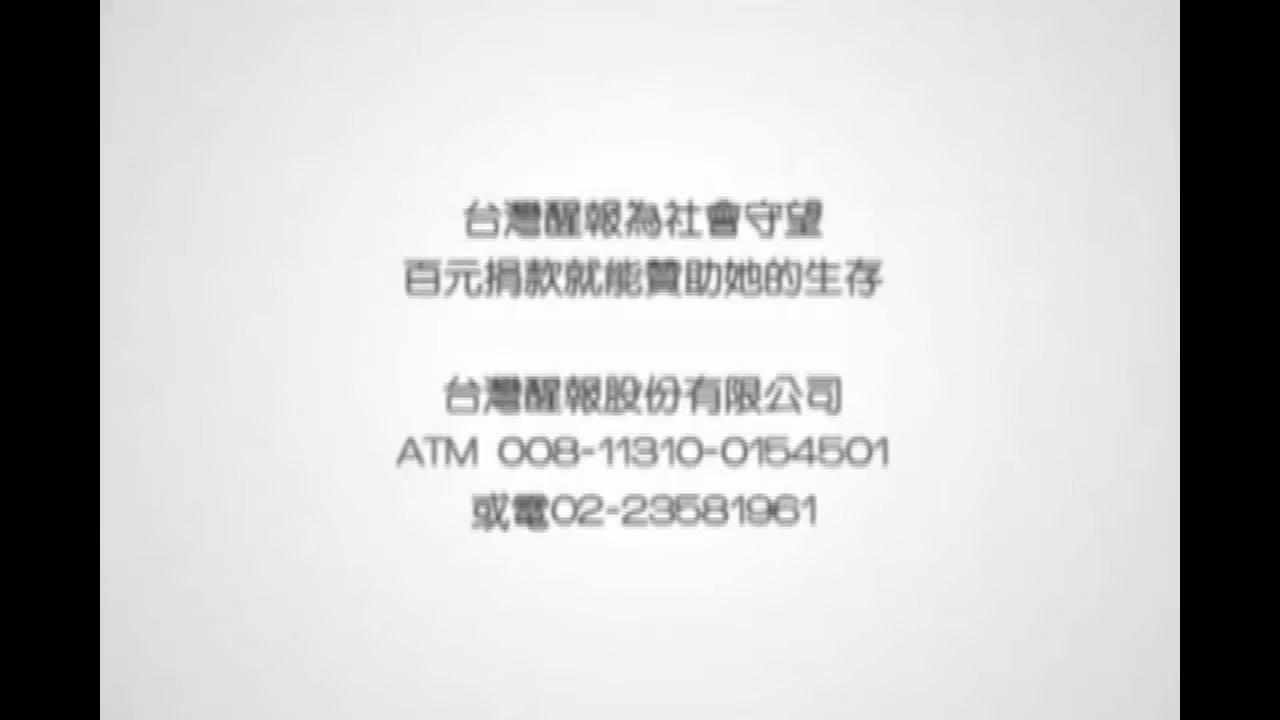 台灣醒報為社會守望
百元捐款就能贊助她的生存
台灣醒報股份有限公司
ATM 008-11310-0154501
或電02-23581961